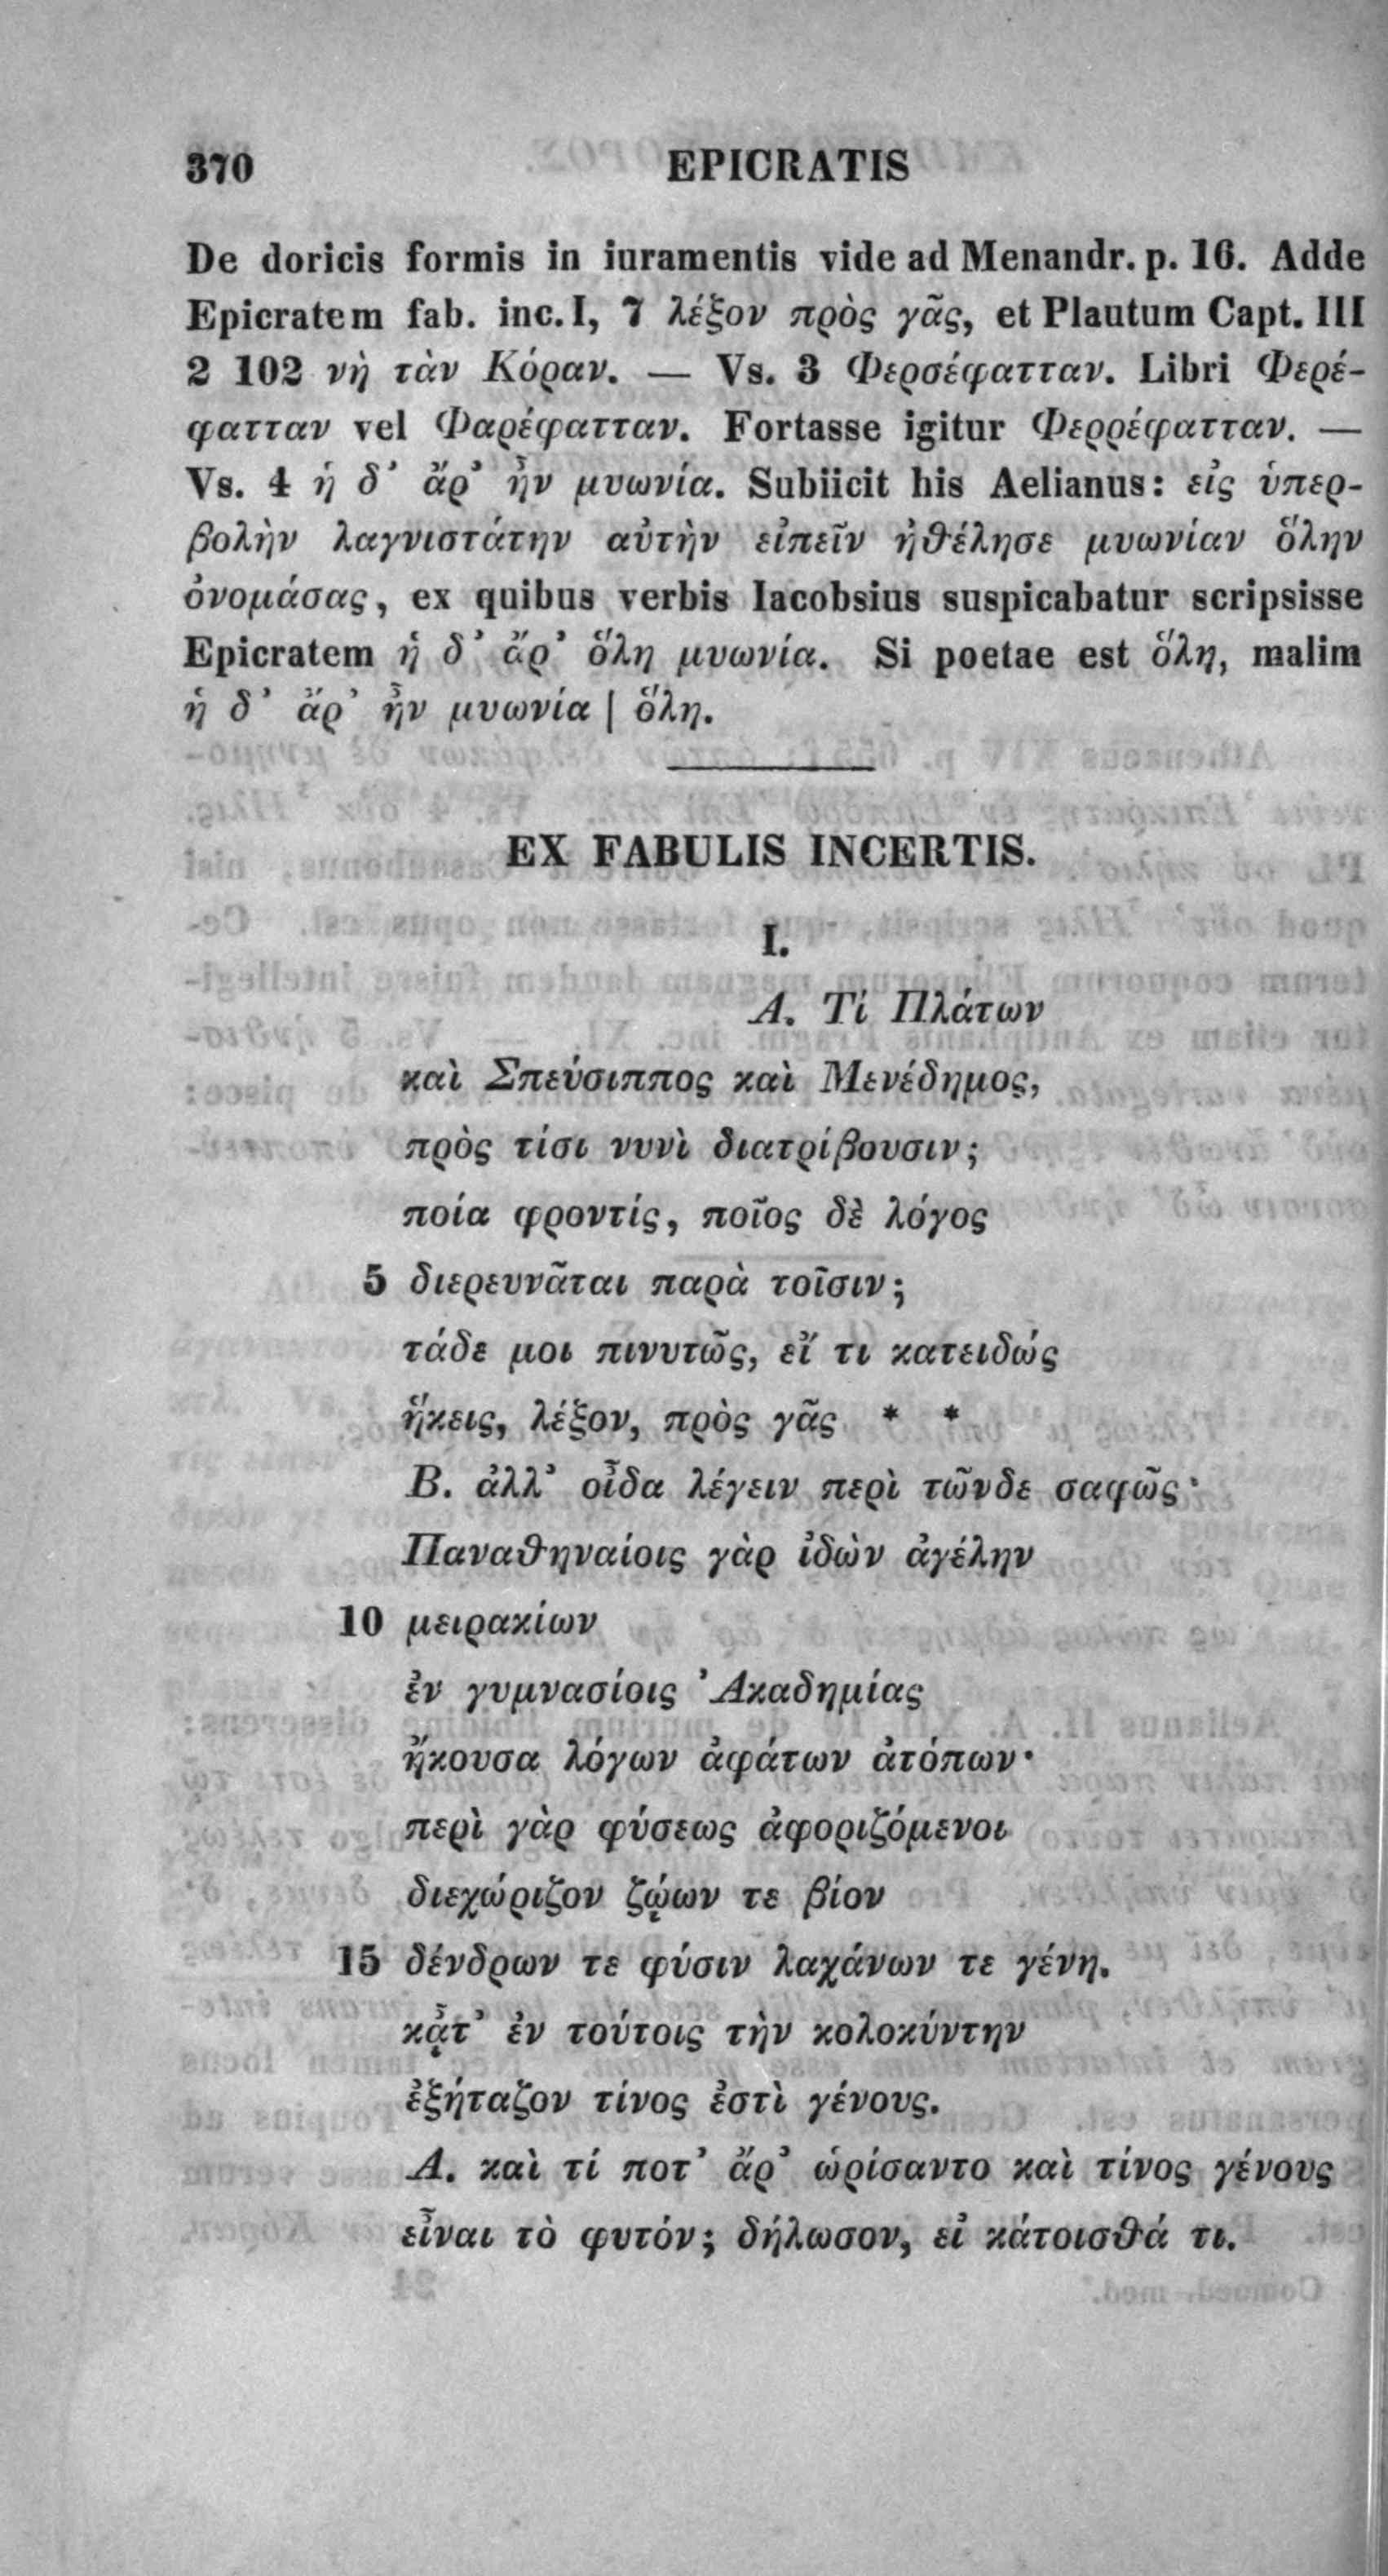 370 EPICRATIS
De doricis formis in iuramentis vide ad Menandr. p. 16. Adde
Epicratem fab. inc. I, 7 λέξον πρὸς γᾶς, et Plautum Capt. III
2 102 νὴ τὰν Κόραν. — Vs. 3 Φερσέφατταν. Libri Φερέ-
φατταν vel Φαρέφατταν. Fortasse igitur Φερρέφατταν. —
Vs. 4 ἡ δ᾽ ἄρ᾽ ἦν μυωνία. Subiicit his Aelianus: εἰς ὑπερ-
βολὴν λαγνιστάτην αὐτὴν εἰπεῖν ἠθέλησε μυωνίαν ὅλην
ὀνομάσας, ex quibus verbis Iacobsius suspicabatur scripsisse
Epicratem ἡ δ᾽ ἄρ᾽ ὅλη μυωνία. Si poetae est ὅλη, malim
ἡ δ᾽ ἄρ᾽ ἦν μυωνία | ὅλη.
EX FABULIS INCERTIS.
I.
Α. Τί Πλάτων
καὶ Σπεύσιππος καὶ Μενέδημος,
πρὸς τίσι νυνὶ διατρίβουσιν;
ποία φροντίς, ποῖος δὲ λόγος
5 διερευνᾶται παρὰ τοῖσιν;
τάδε μοι πινυτῶς, εἴ τι κατειδώς
ἥκεις, λέξον, πρὸς γᾶς * *
Β. ἀλλ᾽ οἶδα λέγειν περὶ τῶνδε σαφῶς·
Παναθηναίοις γὰρ ἰδὼν ἀγέλην
10 μειρακίων
ἐν γυμνασίοις Ἀκαδημίας
ἤκουσα λόγων ἀφάτων ἀτόπων·
περὶ γὰρ φύσεως ἀφοριζόμενοι
διεχώριζον ζῴων τε βίον
15 δένδρων τε φύσιν λαχάνων τε γένη.
κᾆτ᾽ ἐν τούτοις τὴν κολοκύντην
ἐξήταζον τίνος ἐστὶ γένους.
Α. καὶ τί ποτ᾽ ἄρ᾽ ὡρίσαντο καὶ τίνος γένους
εἶναι τὸ φυτόν; δήλωσον, εἰ κάτοισθά τι.